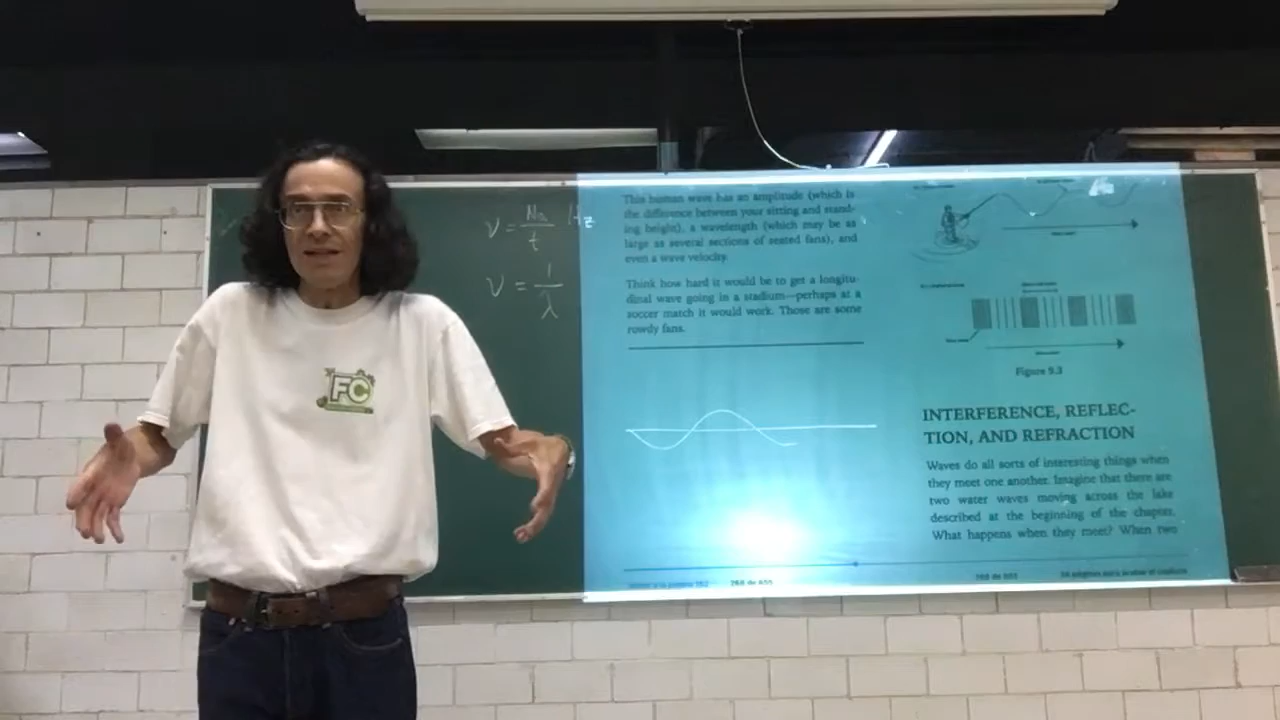 ν = No / t Hz
ν = 1 / λ
FC
This human wave has an amplitude (which is
the difference between your sitting and stand-
ing height), a wavelength (which may be as
large as several sections of seated fans), and
even a wave velocity.
Think how hard it would be to get a longitu-
dinal wave going in a stadium—perhaps at a
soccer match it would work. Those are some
rowdy fans.
268 de 655
Figure 9.3
INTERFERENCE, REFLEC-
TION, AND REFRACTION
Waves do all sorts of interesting things when
they meet one another. Imagine that there are
two water waves moving across the lake
described at the beginning of the chapter.
What happens when they meet? When two